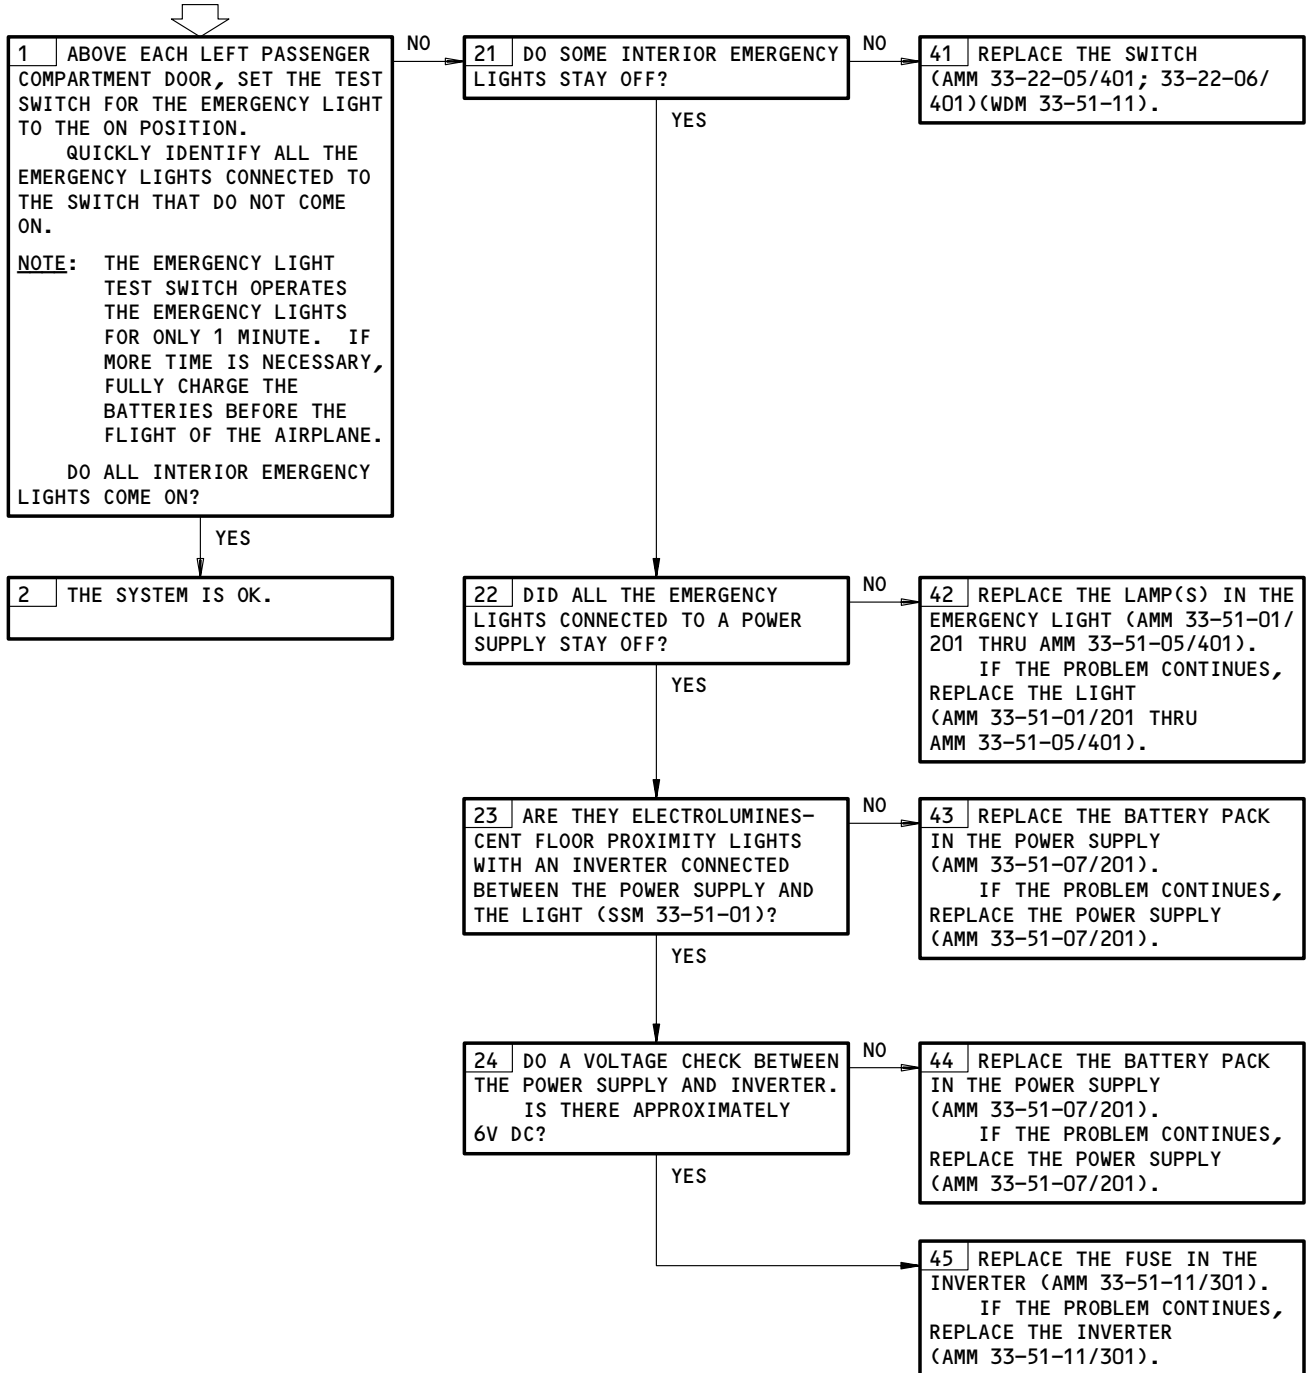 1 ABOVE EACH LEFT PASSENGER
COMPARTMENT DOOR, SET THE TEST
SWITCH FOR THE EMERGENCY LIGHT
TO THE ON POSITION.
QUICKLY IDENTIFY ALL THE
EMERGENCY LIGHTS CONNECTED TO
THE SWITCH THAT DO NOT COME
ON.
NOTE: THE EMERGENCY LIGHT
TEST SWITCH OPERATES
THE EMERGENCY LIGHTS
FOR ONLY 1 MINUTE. IF
MORE TIME IS NECESSARY,
FULLY CHARGE THE
BATTERIES BEFORE THE
FLIGHT OF THE AIRPLANE.
DO ALL INTERIOR EMERGENCY
LIGHTS COME ON?
NO
YES
2 THE SYSTEM IS OK.
21 DO SOME INTERIOR EMERGENCY
LIGHTS STAY OFF?
NO
YES
41 REPLACE THE SWITCH
(AMM 33-22-05/401; 33-22-06/
401)(WDM 33-51-11).
22 DID ALL THE EMERGENCY
LIGHTS CONNECTED TO A POWER
SUPPLY STAY OFF?
NO
YES
42 REPLACE THE LAMP(S) IN THE
EMERGENCY LIGHT (AMM 33-51-01/
201 THRU AMM 33-51-05/401).
IF THE PROBLEM CONTINUES,
REPLACE THE LIGHT
(AMM 33-51-01/201 THRU
AMM 33-51-05/401).
23 ARE THEY ELECTROLUMINES-
CENT FLOOR PROXIMITY LIGHTS
WITH AN INVERTER CONNECTED
BETWEEN THE POWER SUPPLY AND
THE LIGHT (SSM 33-51-01)?
NO
YES
43 REPLACE THE BATTERY PACK
IN THE POWER SUPPLY
(AMM 33-51-07/201).
IF THE PROBLEM CONTINUES,
REPLACE THE POWER SUPPLY
(AMM 33-51-07/201).
24 DO A VOLTAGE CHECK BETWEEN
THE POWER SUPPLY AND INVERTER.
IS THERE APPROXIMATELY
6V DC?
NO
YES
44 REPLACE THE BATTERY PACK
IN THE POWER SUPPLY
(AMM 33-51-07/201).
IF THE PROBLEM CONTINUES,
REPLACE THE POWER SUPPLY
(AMM 33-51-07/201).
45 REPLACE THE FUSE IN THE
INVERTER (AMM 33-51-11/301).
IF THE PROBLEM CONTINUES,
REPLACE THE INVERTER
(AMM 33-51-11/301).